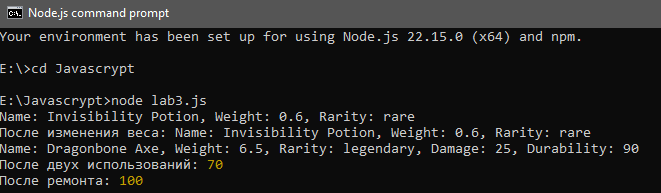 Node.js command prompt
Your environment has been set up for using Node.js 22.15.0 (x64) and npm.
E:\>cd Javascrypt
E:\Javascrypt>node lab3.js
Name: Invisibility Potion, Weight: 0.6, Rarity: rare
После изменения веса: Name: Invisibility Potion, Weight: 0.6, Rarity: rare
Name: Dragonbone Axe, Weight: 6.5, Rarity: legendary, Damage: 25, Durability: 90
После двух использований: 70
После ремонта: 100